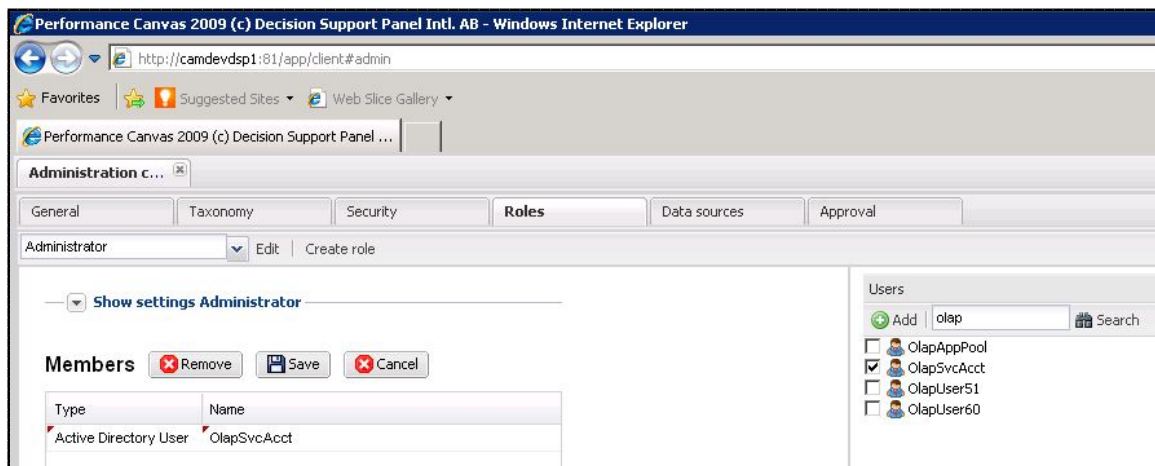 Performance Canvas 2009 (c) Decision Support Panel Intl. AB - Windows Internet Explorer
http://camdevdsp1:81/app/client#admin
Favorites Suggested Sites Web Slice Gallery
Performance Canvas 2009 (c) Decision Support Panel ...
Administration c...
General Taxonomy Security Roles Data sources Approval
Administrator Edit | Create role
Show settings Administrator
Members Remove Save Cancel
Type Name
Active Directory User OlapSvcAcct
Users
Add | olap Search
OlapAppPool
OlapSvcAcct
OlapUser51
OlapUser60